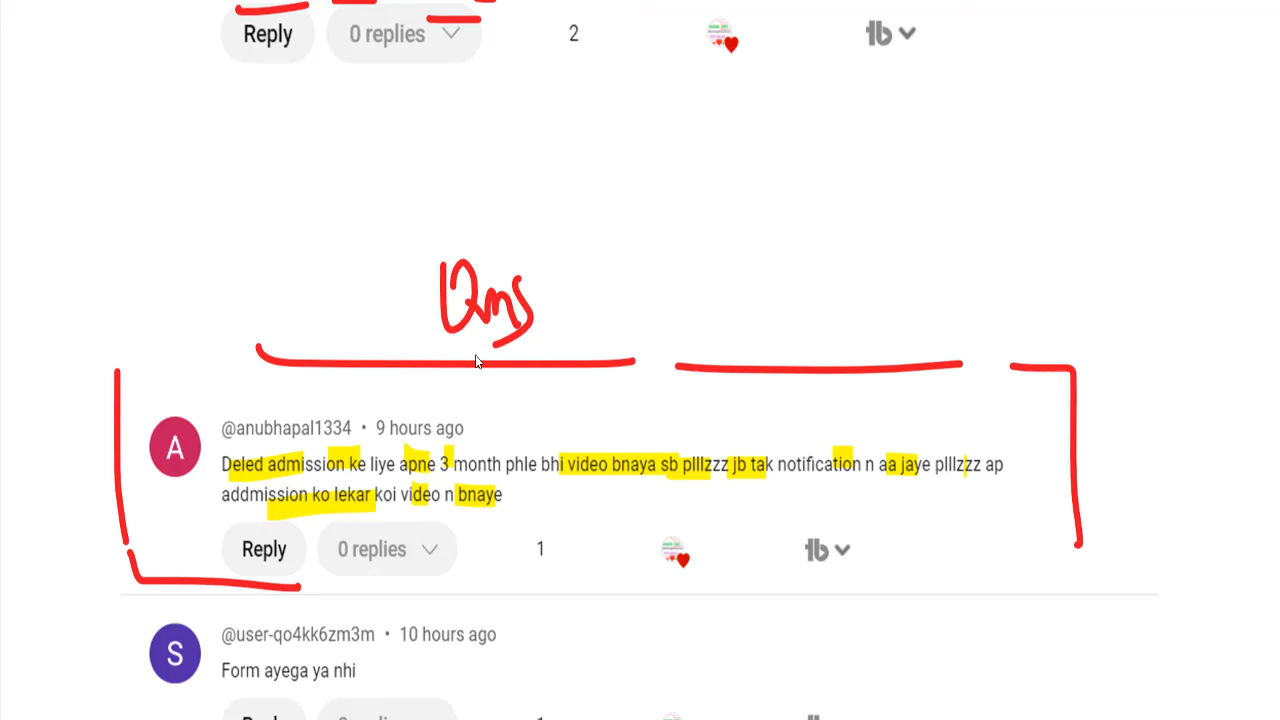 Reply 0 replies 2
Qns
@anubhapal1334 • 9 hours ago
Deled admission ke liye apne 3 month phle bhi video bnaya sb plllzzz jb tak notification n aa jaye plllzzz ap
addmission ko lekar koi video n bnaye
Reply 0 replies 1
@user-qo4kk6zm3m • 10 hours ago
Form ayega ya nhi